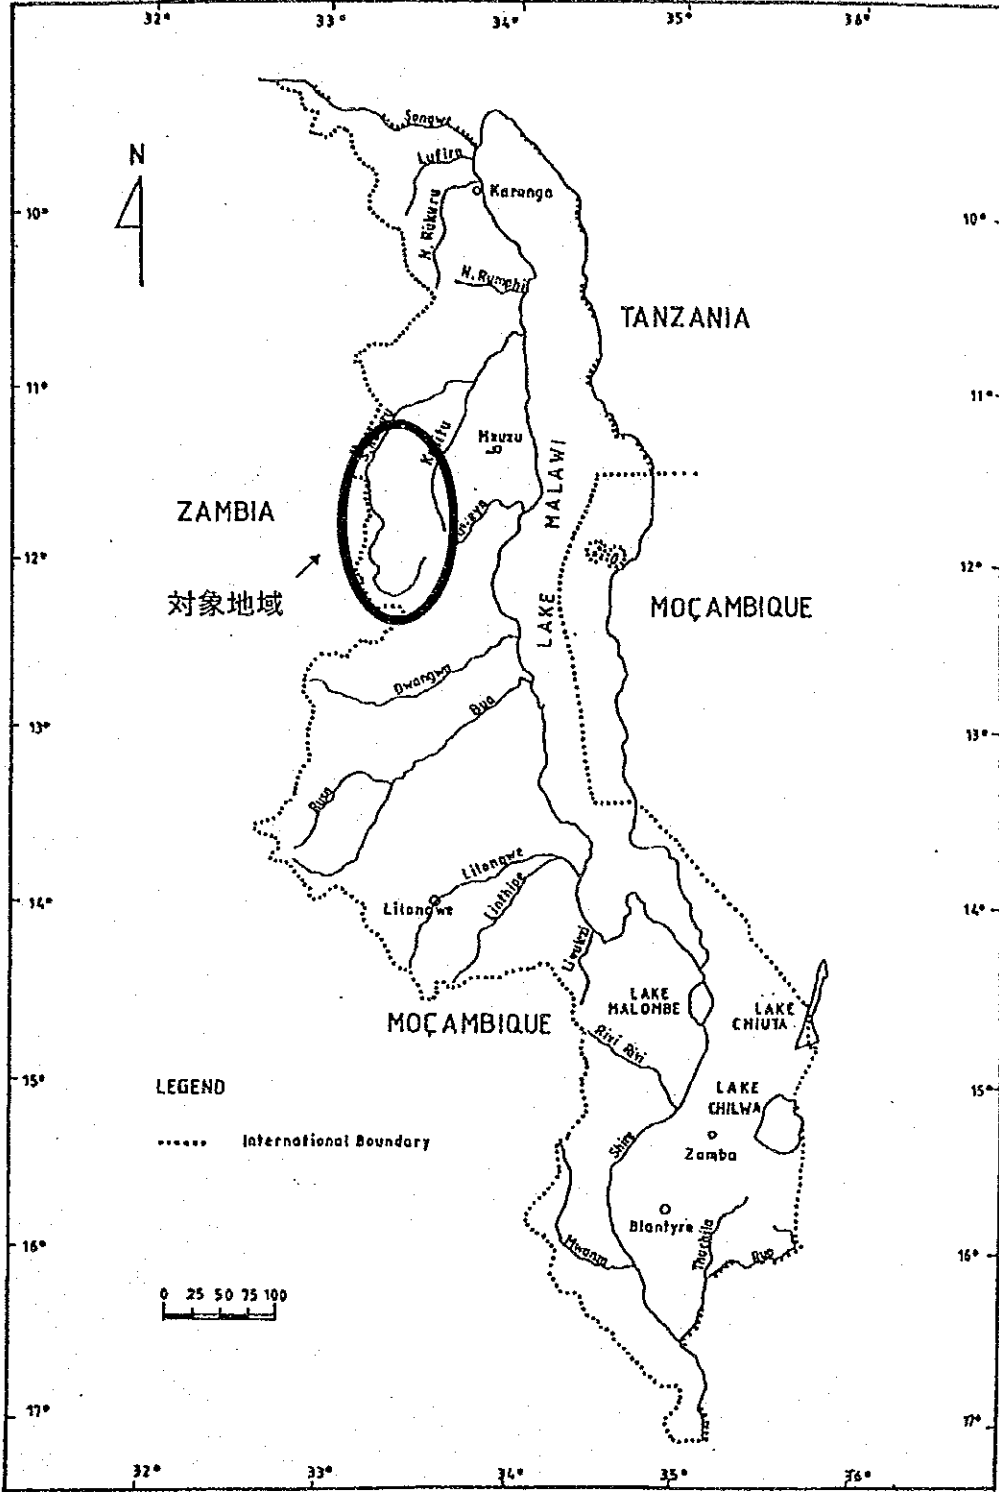 32° 33° 34° 35° 36°
Songwe
N
Lufira
Karonga
10° 10°
N. Rukuru
N. Rumphi
TANZANIA
11° 11°
Mzuzu
LAKE MALAWI
ZAMBIA
12° 12°
対象地域
MOÇAMBIQUE
Dwangwa
Bua
13° 13°
Rusa
Lilongwe
Linthipe
14° 14°
Lilongwe
LAKE
MALOMBE
LAKE
CHIUTA
MOÇAMBIQUE
Rivi Rivi
15° 15°
LEGEND
LAKE
CHILWA
International Boundary
Shire
Zomba
Blantyre
Thuchila
Ruo
16° 16°
Mwanza
0 25 50 75 100
17° 17°
32° 33° 34° 35° 36°